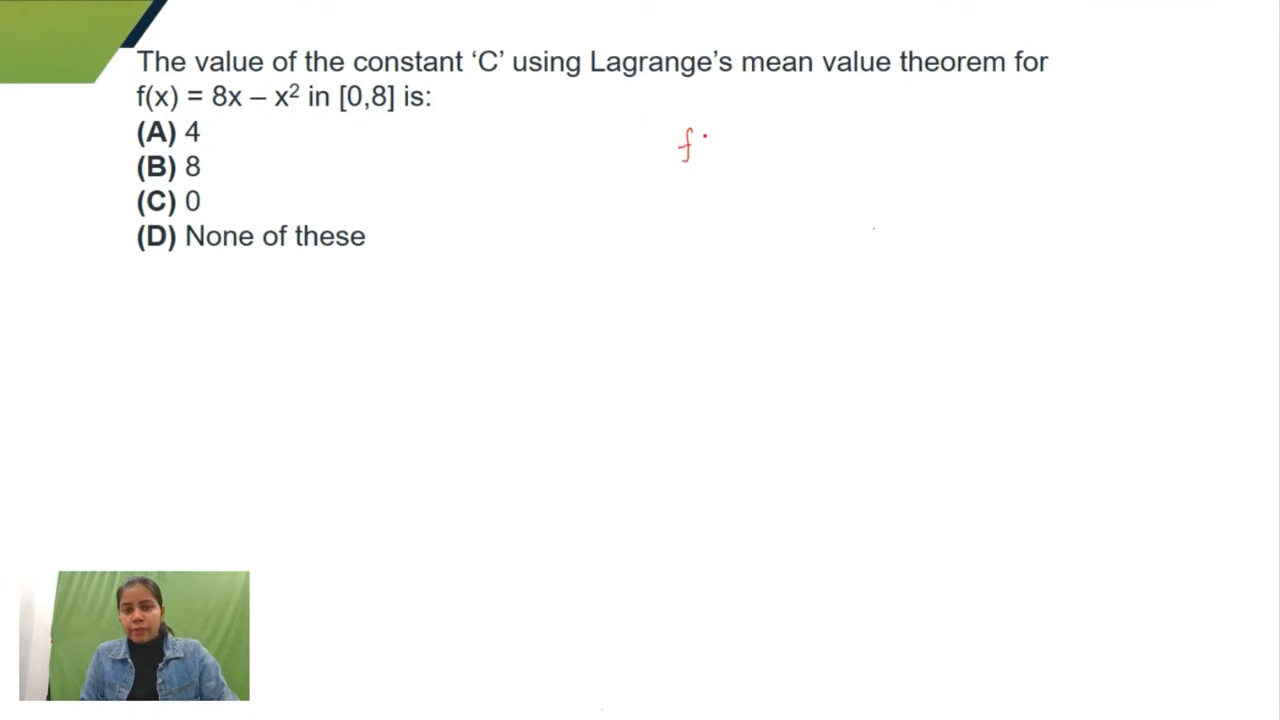 The value of the constant ‘C’ using Lagrange’s mean value theorem for
f(x) = 8x – x² in [0,8] is:
(A) 4
(B) 8
(C) 0
(D) None of these
f